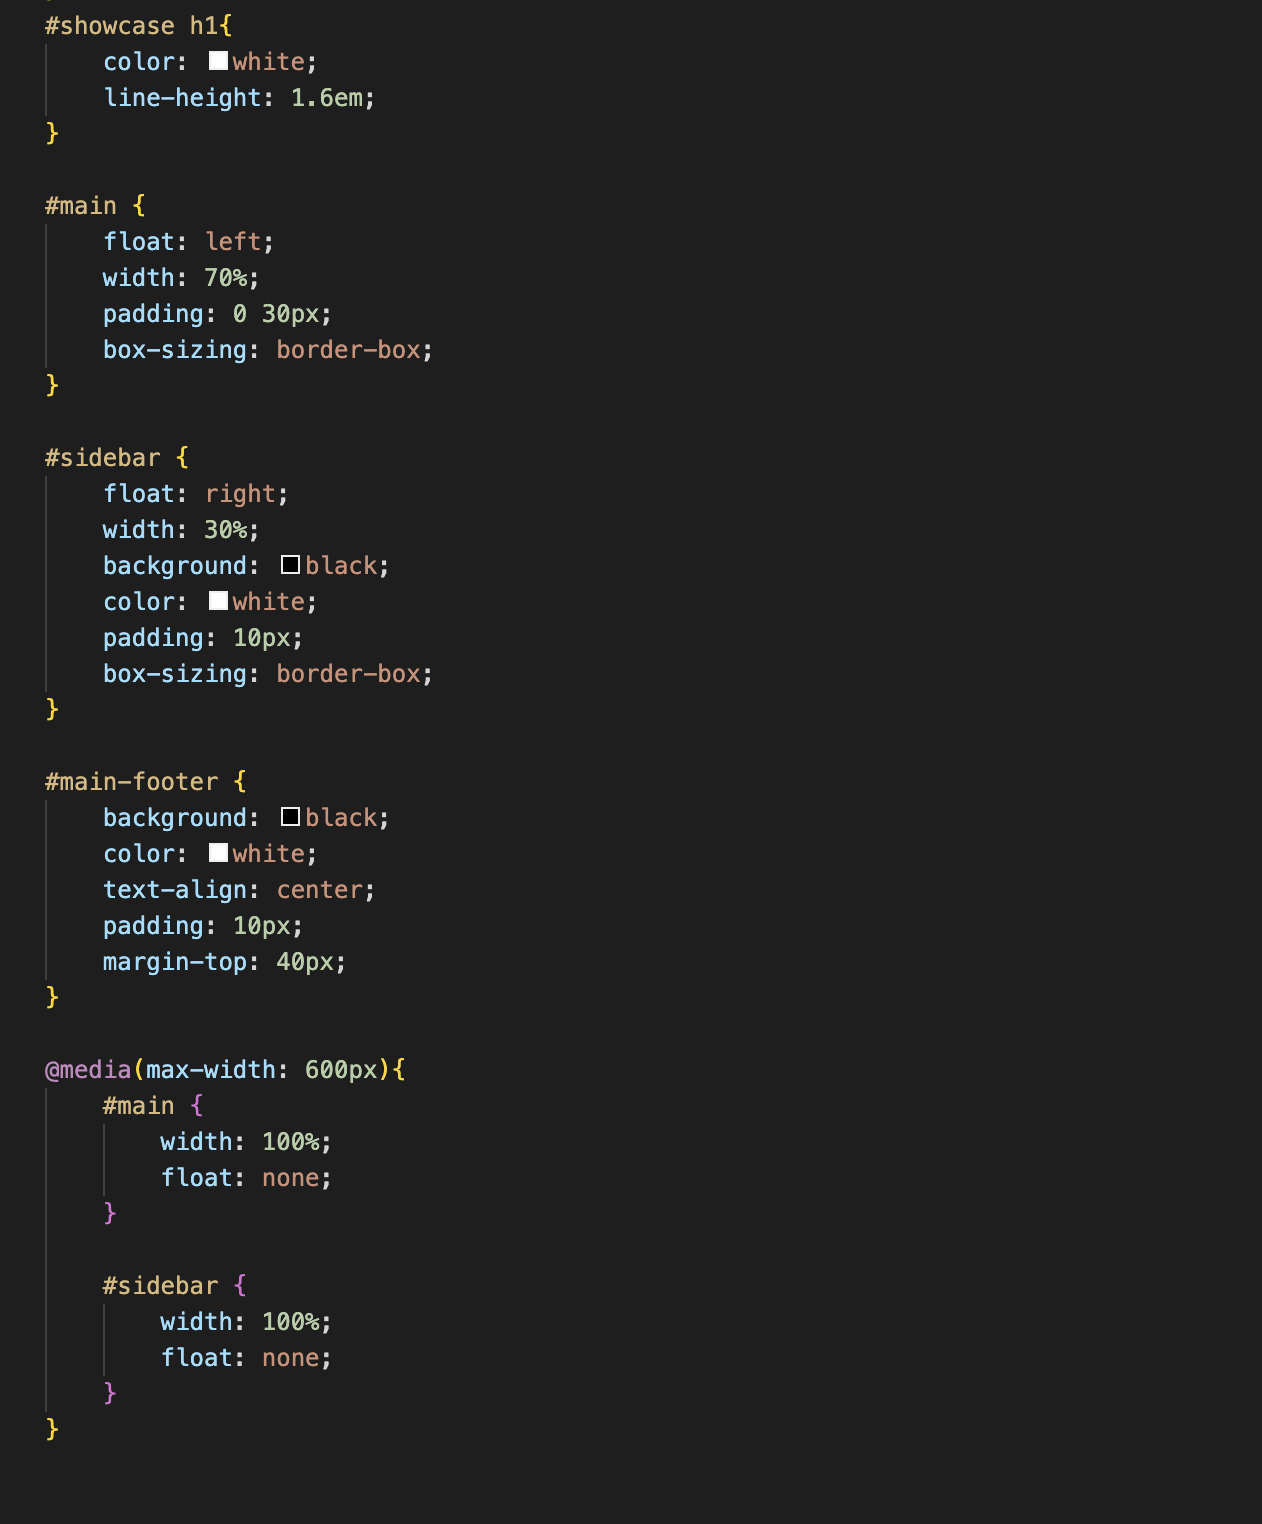 #showcase h1{
    color: white;
    line-height: 1.6em;
}

#main {
    float: left;
    width: 70%;
    padding: 0 30px;
    box-sizing: border-box;
}

#sidebar {
    float: right;
    width: 30%;
    background: black;
    color: white;
    padding: 10px;
    box-sizing: border-box;
}

#main-footer {
    background: black;
    color: white;
    text-align: center;
    padding: 10px;
    margin-top: 40px;
}

@media(max-width: 600px){
    #main {
        width: 100%;
        float: none;
    }

    #sidebar {
        width: 100%;
        float: none;
    }
}